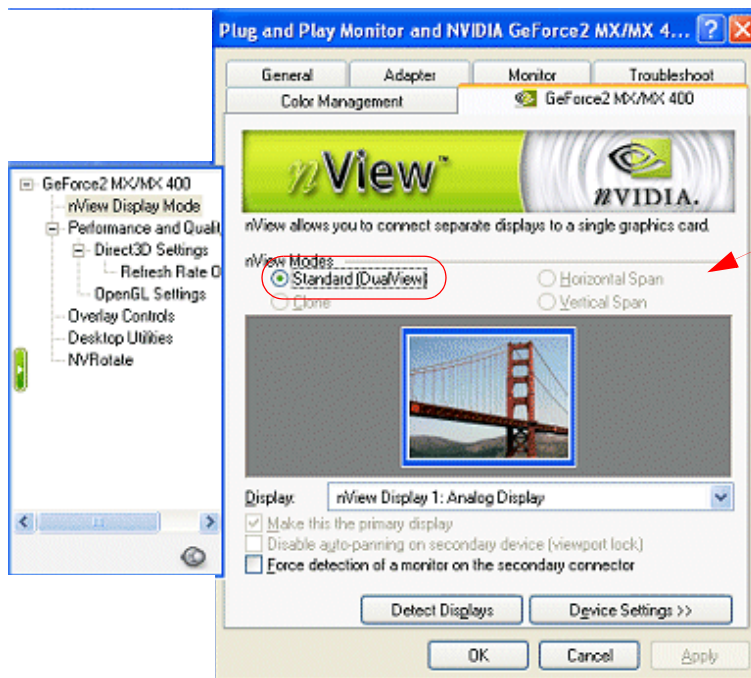 Plug and Play Monitor and NVIDIA GeForce2 MX/MX 4...
General Adapter Monitor Troubleshoot
Color Management GeForce2 MX/MX 400
nView™
nVIDIA.
nView allows you to connect separate displays to a single graphics card.
nView Modes
Standard (DualView)
Horizontal Span
Clone
Vertical Span
Display: nView Display 1: Analog Display
Make this the primary display
Disable auto-panning on secondary device (viewport lock)
Force detection of a monitor on the secondary connector
Detect Displays Device Settings >>
OK Cancel Apply
GeForce2 MX/MX 400
nView Display Mode
Performance and Quali
Direct3D Settings
Refresh Rate O
OpenGL Settings
Overlay Controls
Desktop Utilities
NVRotate